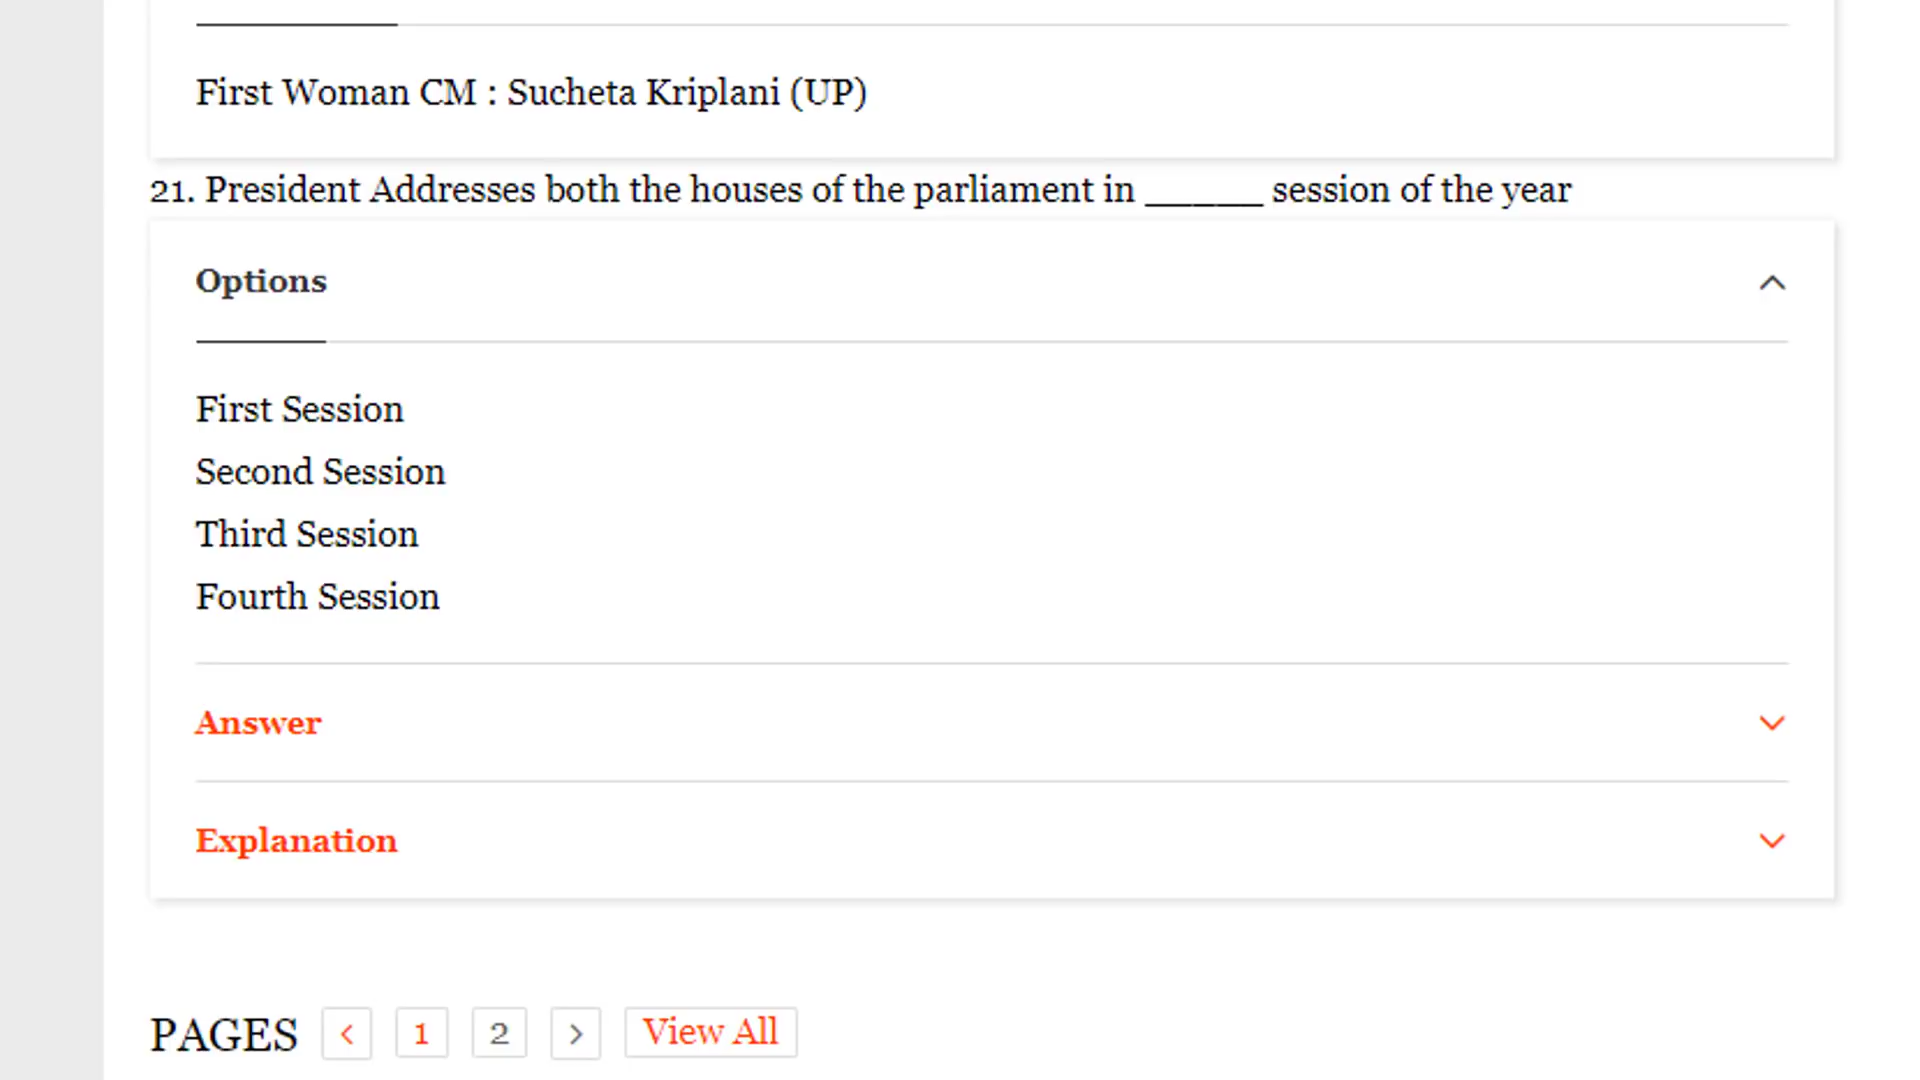 First Woman CM : Sucheta Kriplani (UP)
21. President Addresses both the houses of the parliament in ______ session of the year
Options
First Session
Second Session
Third Session
Fourth Session
Answer
Explanation
PAGES < 1 2 > View All